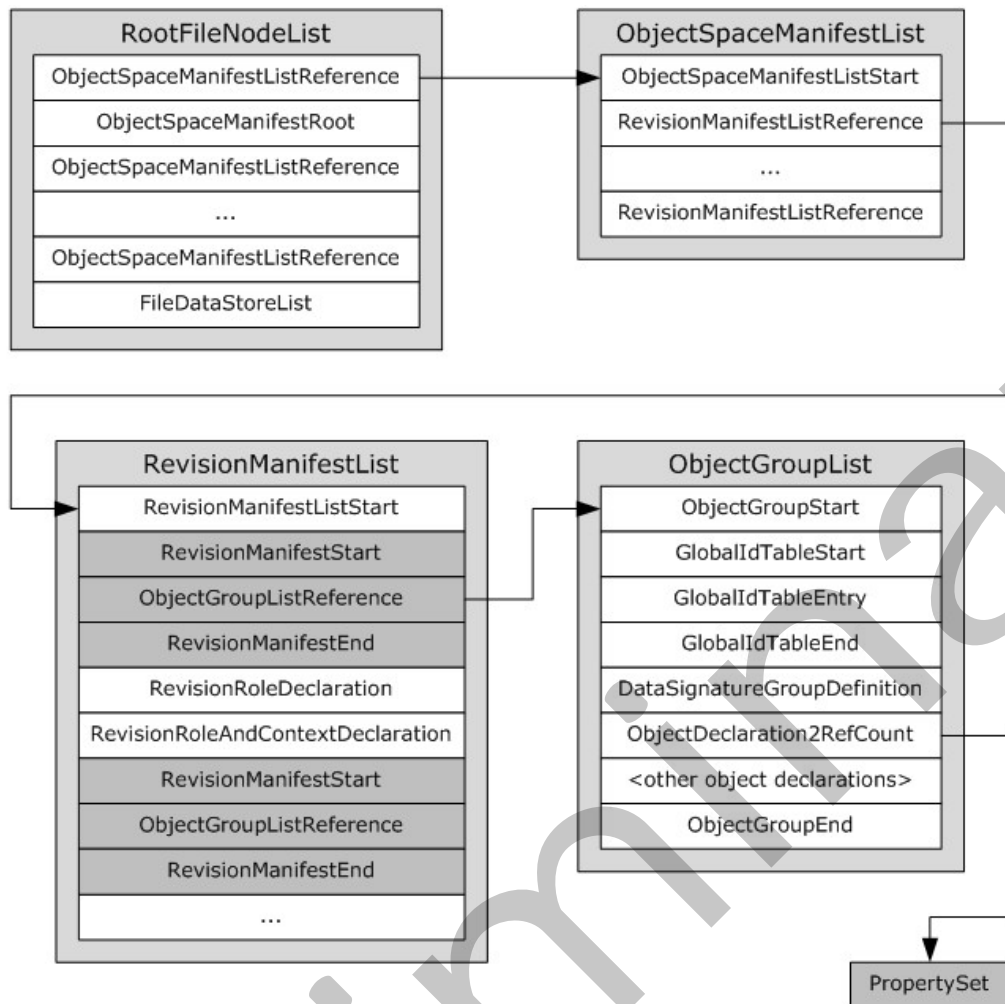 RootFileNodeList
ObjectSpaceManifestListReference
ObjectSpaceManifestRoot
ObjectSpaceManifestListReference
...
ObjectSpaceManifestListReference
FileDataStoreList
ObjectSpaceManifestList
ObjectSpaceManifestListStart
RevisionManifestListReference
...
RevisionManifestListReference
RevisionManifestList
RevisionManifestListStart
RevisionManifestStart
ObjectGroupListReference
RevisionManifestEnd
RevisionRoleDeclaration
RevisionRoleAndContextDeclaration
RevisionManifestStart
ObjectGroupListReference
RevisionManifestEnd
...
ObjectGroupList
ObjectGroupStart
GlobalIdTableStart
GlobalIdTableEntry
GlobalIdTableEnd
DataSignatureGroupDefinition
ObjectDeclaration2RefCount
<other object declarations>
ObjectGroupEnd
PropertySet